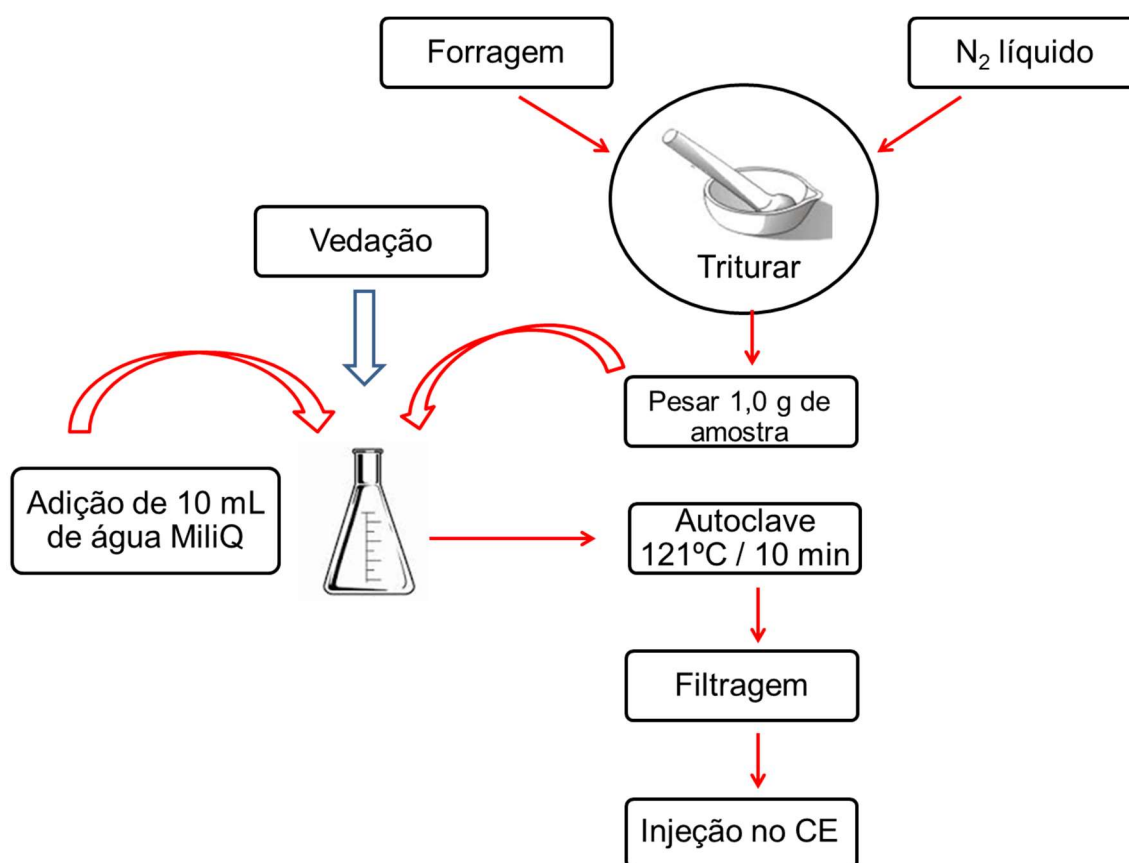 Forragem
N₂ líquido
Triturar
Vedação
Pesar 1,0 g de
amostra
Adição de 10 mL
de água MiliQ
Autoclave
121ºC / 10 min
Filtragem
Injeção no CE